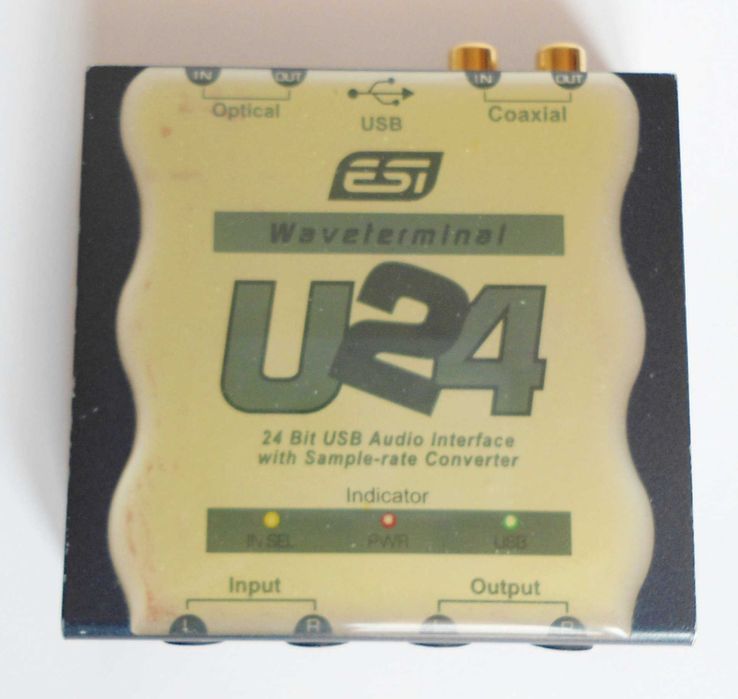 IN OUT IN OUT
Optical USB Coaxial
ESI
Waveterminal
U24
24 Bit USB Audio Interface
with Sample-rate Converter
Indicator
IN SEL PWR USB
Input Output
L R L R